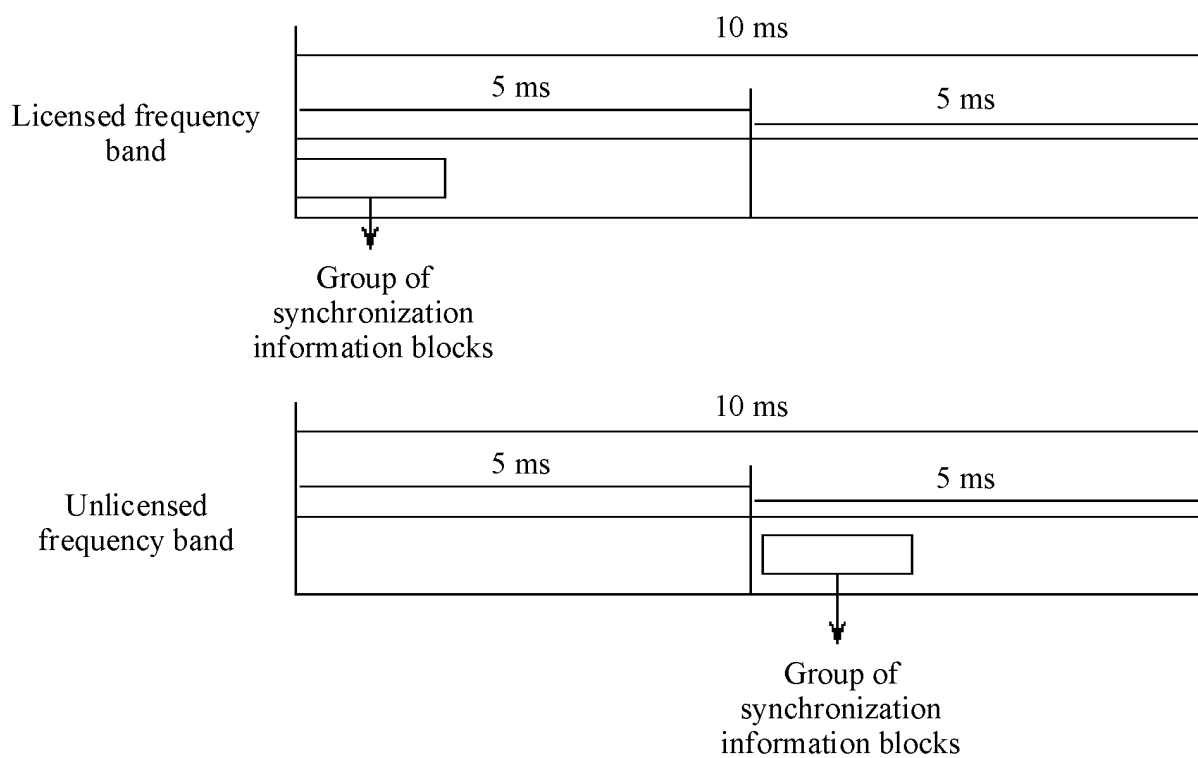 10 ms
5 ms
5 ms
Licensed frequency
band
Group of
synchronization
information blocks
10 ms
5 ms
5 ms
Unlicensed
frequency band
Group of
synchronization
information blocks